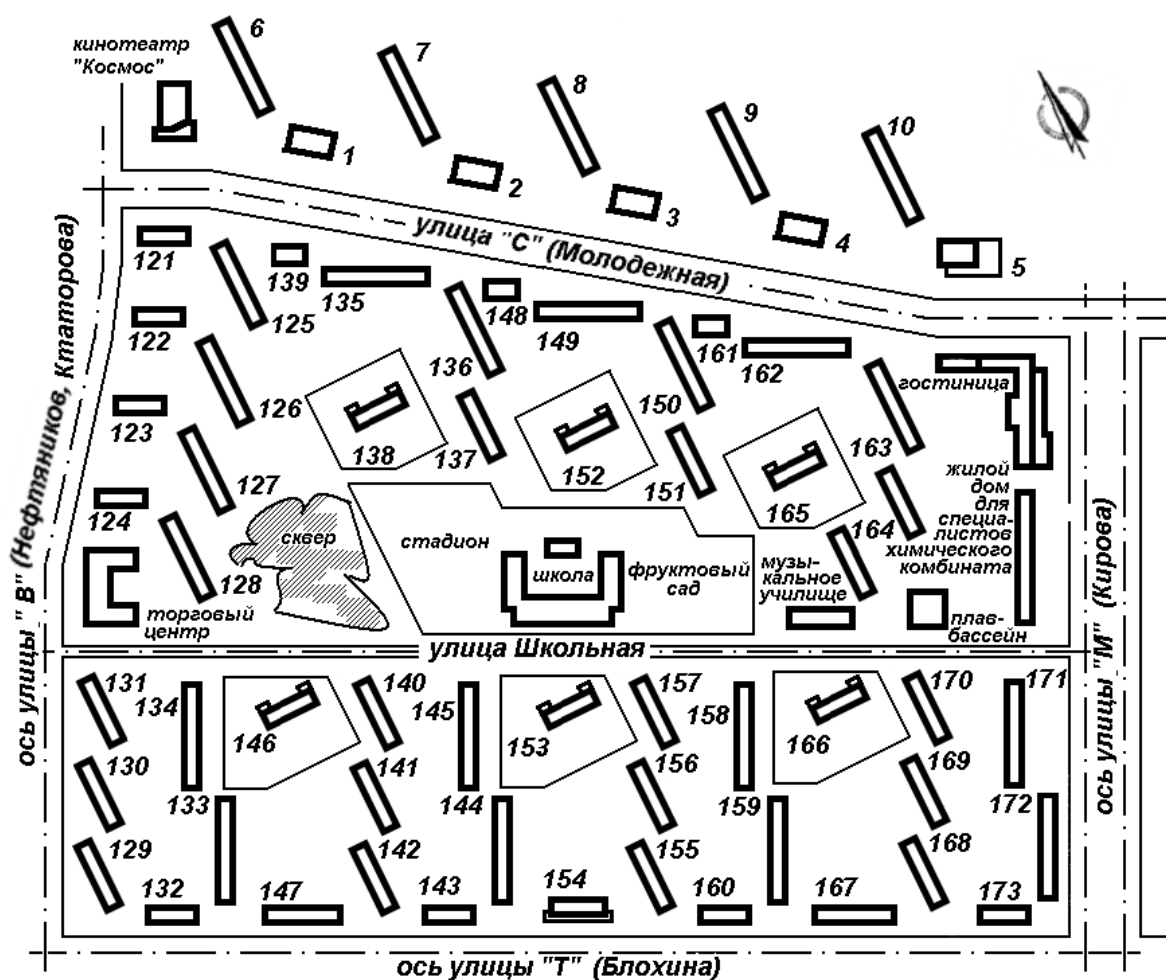 6
кинотеатр
"Космос"
7
8
9
10
1
2
3
4
5
улица "С" (Молодежная)
121
139
135
125
148
149
122
136
161
162
126
150
гостиница
123
138
137
152
163
151
165
127
164
124
128
сквер
стадион
школа
фруктовый
сад
музы-
кальное
училище
жилой
дом
для
специа-
листов
химического
комбината
плав-
бассейн
торговый
центр
улица Школьная
ось улицы " В" (Нефтяников, Кктаторова)
ось улицы "М" (Кирова)
131
134
140
145
157
158
170
171
146
153
166
130
133
141
144
156
159
169
172
129
142
155
168
132
147
143
154
160
167
173
ось улицы "Т" (Блохина)